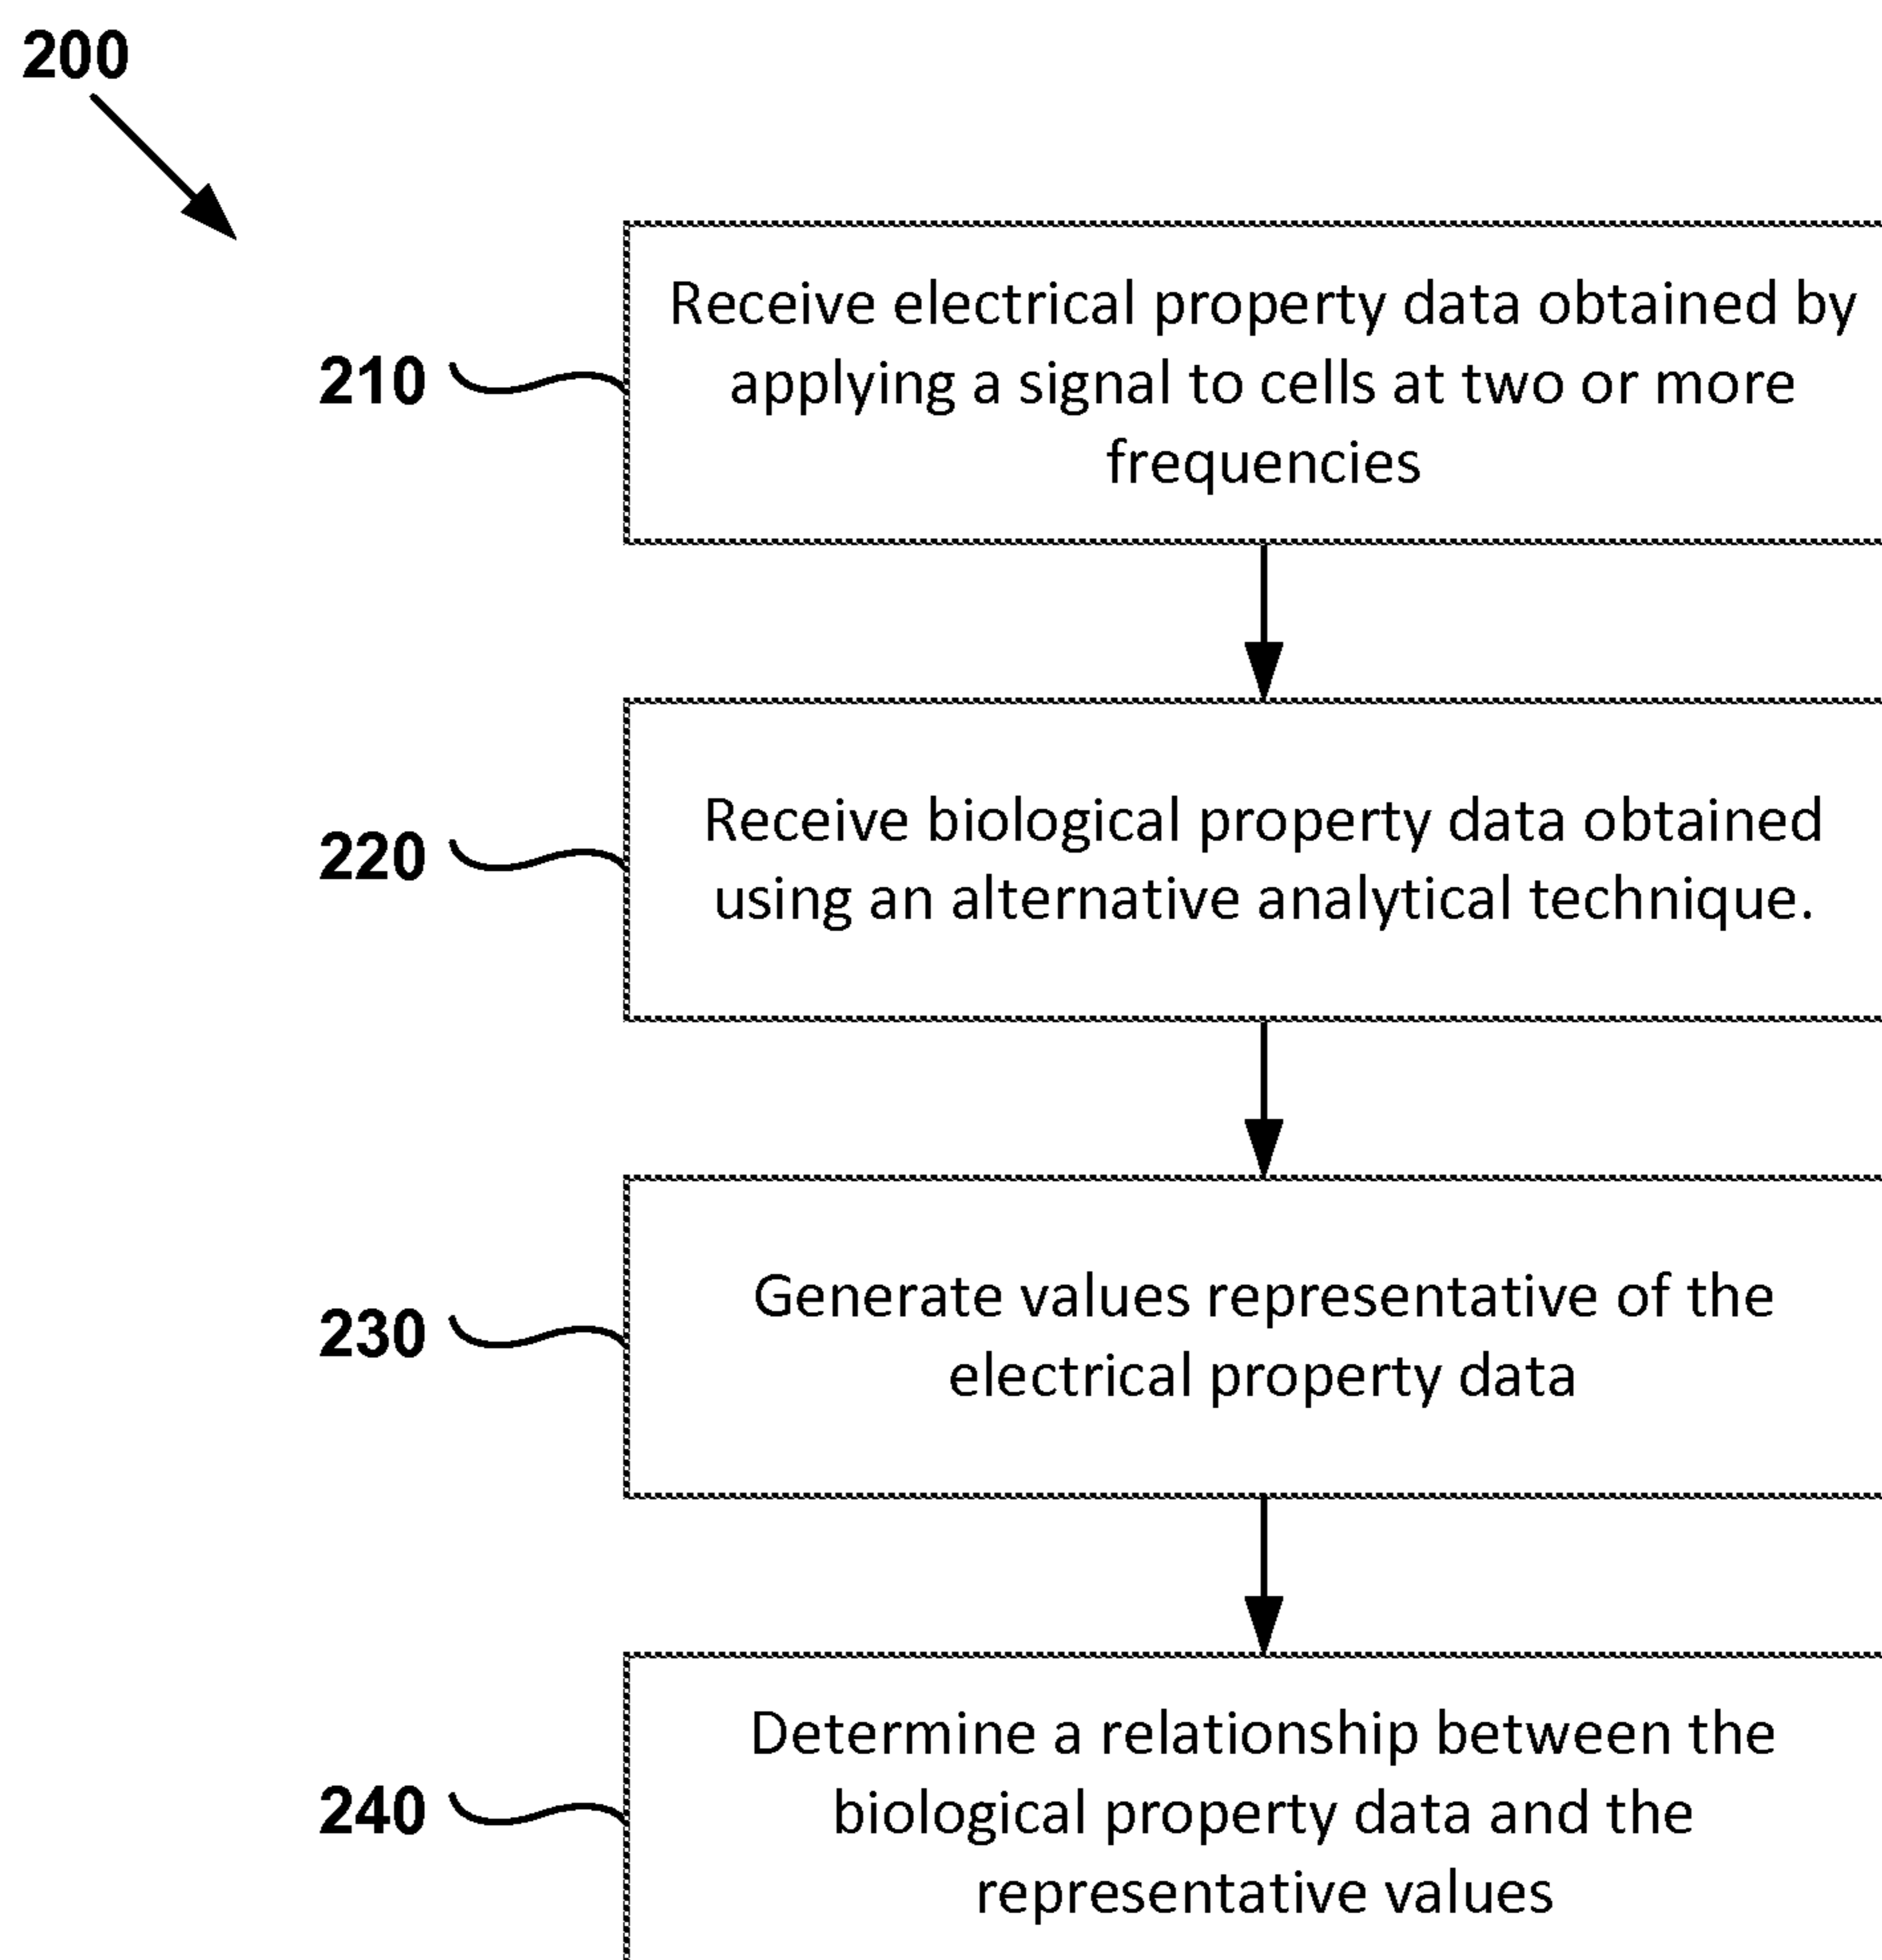 200
210
Receive electrical property data obtained by
applying a signal to cells at two or more
frequencies
220
Receive biological property data obtained
using an alternative analytical technique.
230
Generate values representative of the
electrical property data
240
Determine a relationship between the
biological property data and the
representative values